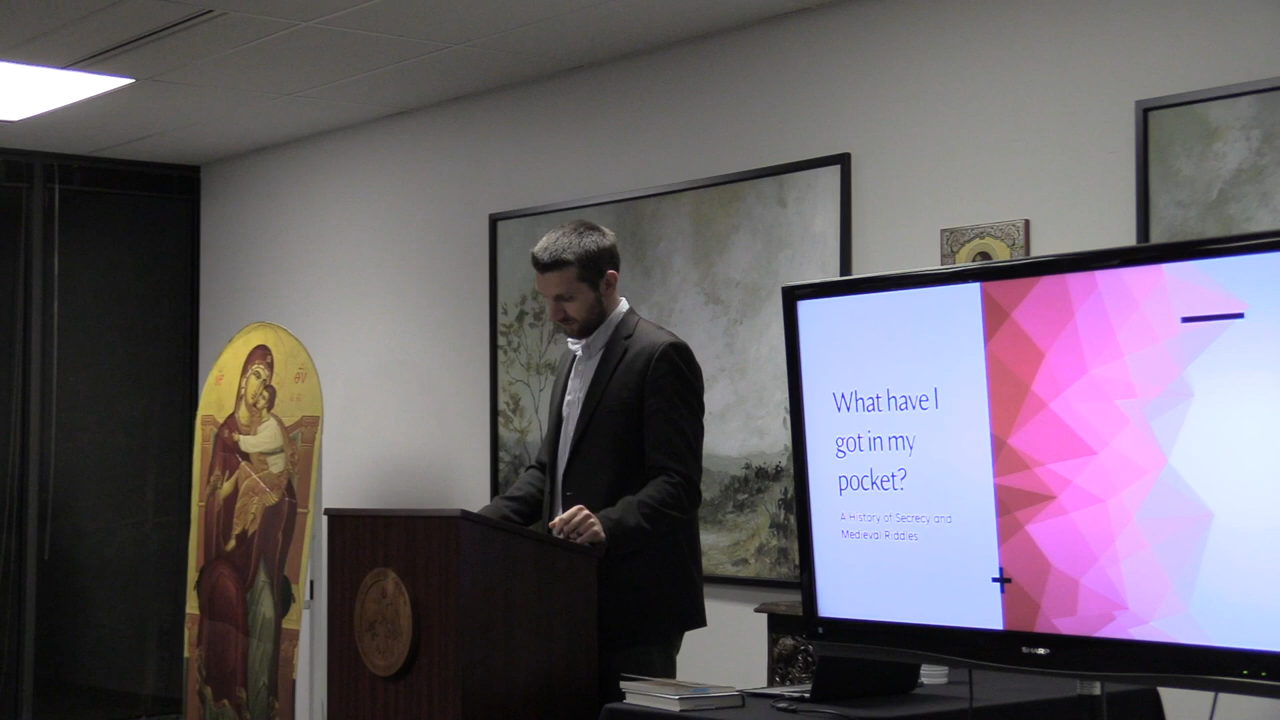 What have I
got in my
pocket?
A History of Secrecy and
Medieval Riddles
SHARP